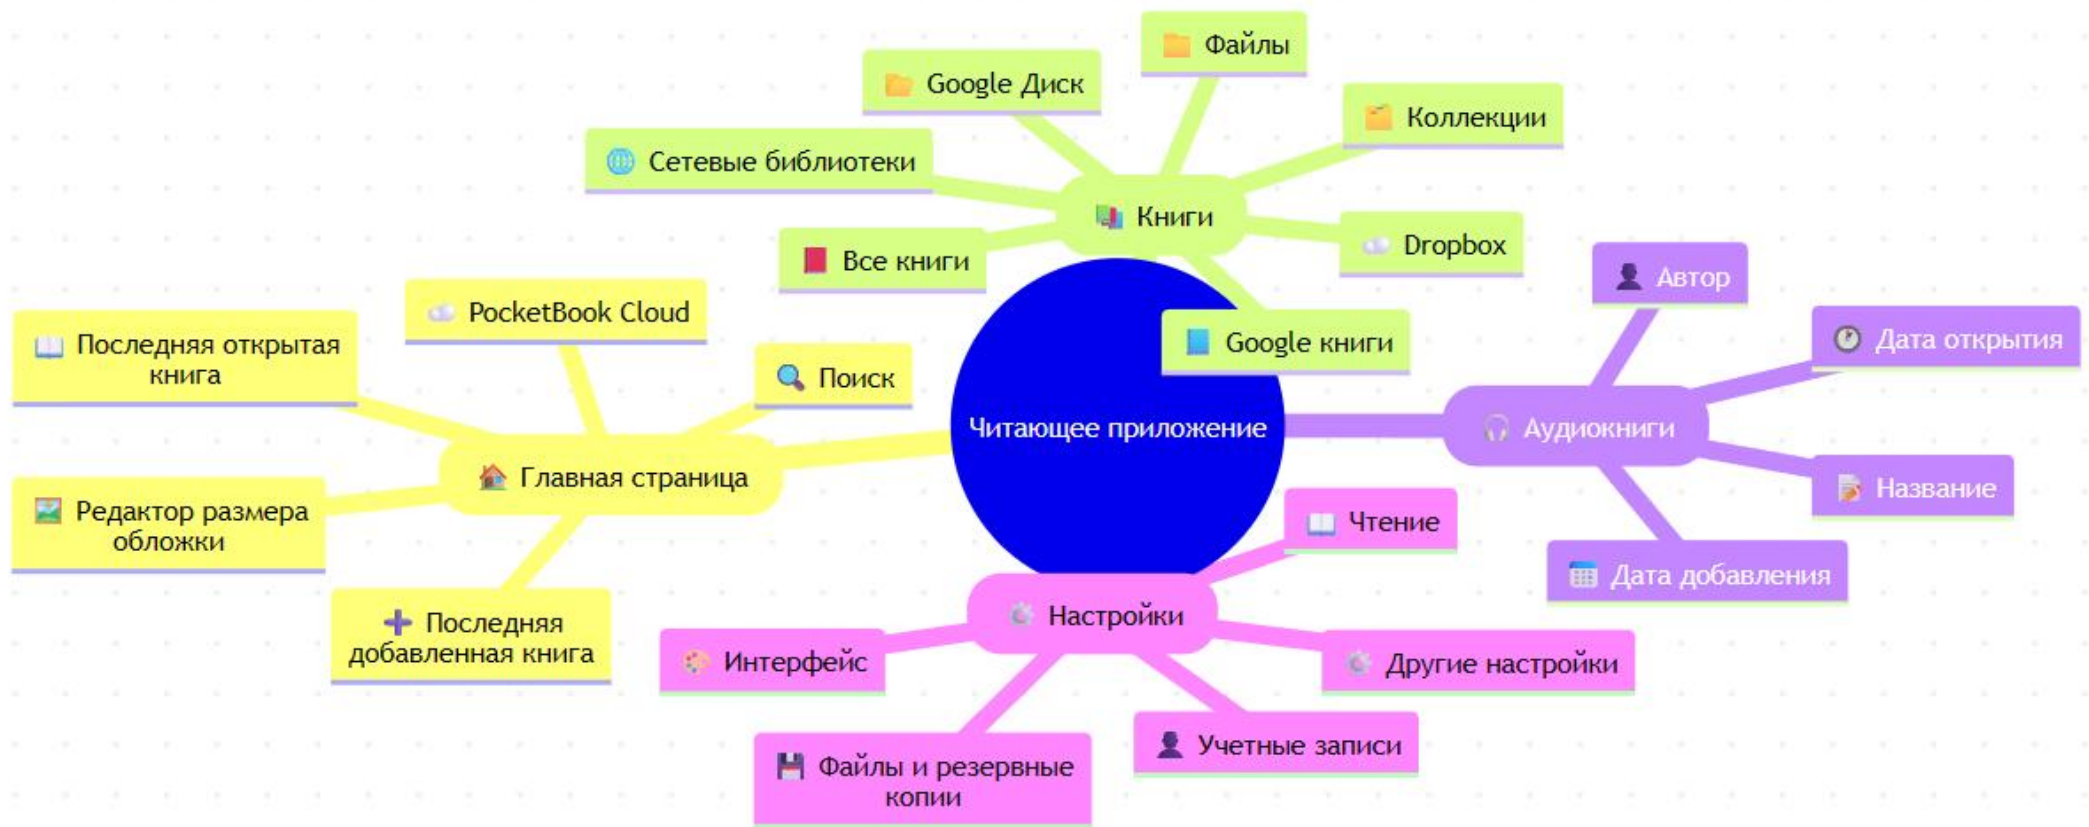 Файлы
Google Диск
Коллекции
Сетевые библиотеки
Книги
Dropbox
Все книги
Google книги
PocketBook Cloud
Последняя открытая
книга
Поиск
Главная страница
Редактор размера
обложки
Последняя
добавленная книга
Читающее приложение
Автор
Дата открытия
Аудиокниги
Название
Дата добавления
Чтение
Настройки
Интерфейс
Другие настройки
Учетные записи
Файлы и резервные
копии